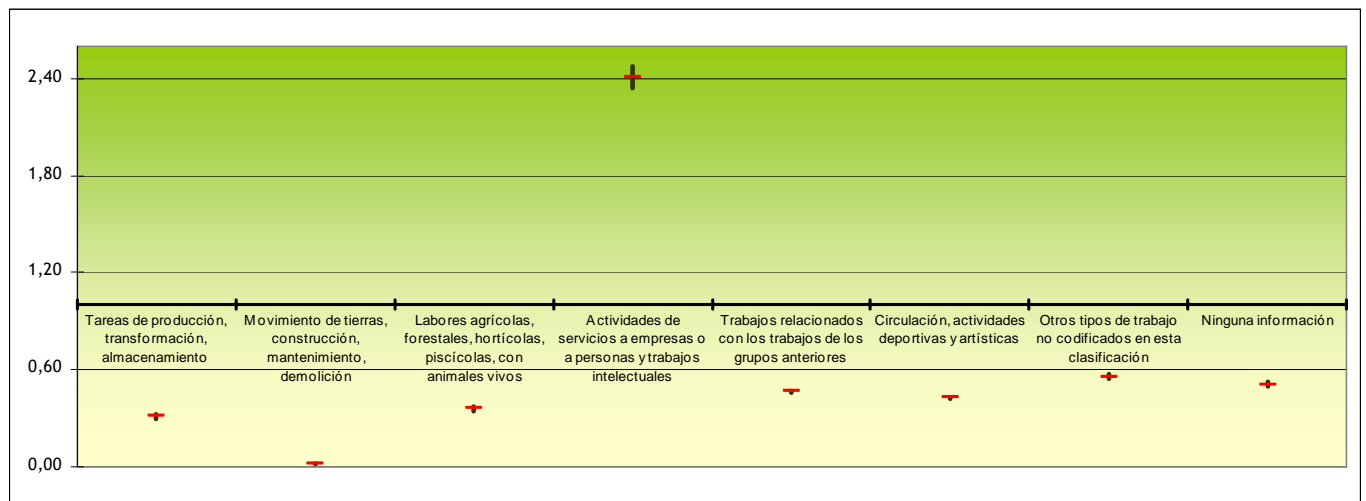 2,40
1,80
1,20
0,60
0,00
Tareas de producción,
transformación,
almacenamiento
Movimiento de tierras,
construcción,
mantenimiento,
demolición
Labores agrícolas,
forestales, hortícolas,
piscícolas, con
animales vivos
Actividades de
servicios a empresas o
a personas y trabajos
intelectuales
Trabajos relacionados
con los trabajos de los
grupos anteriores
Circulación, actividades
deportivas y artísticas
Otros tipos de trabajo
no codificados en esta
clasificación
Ninguna información